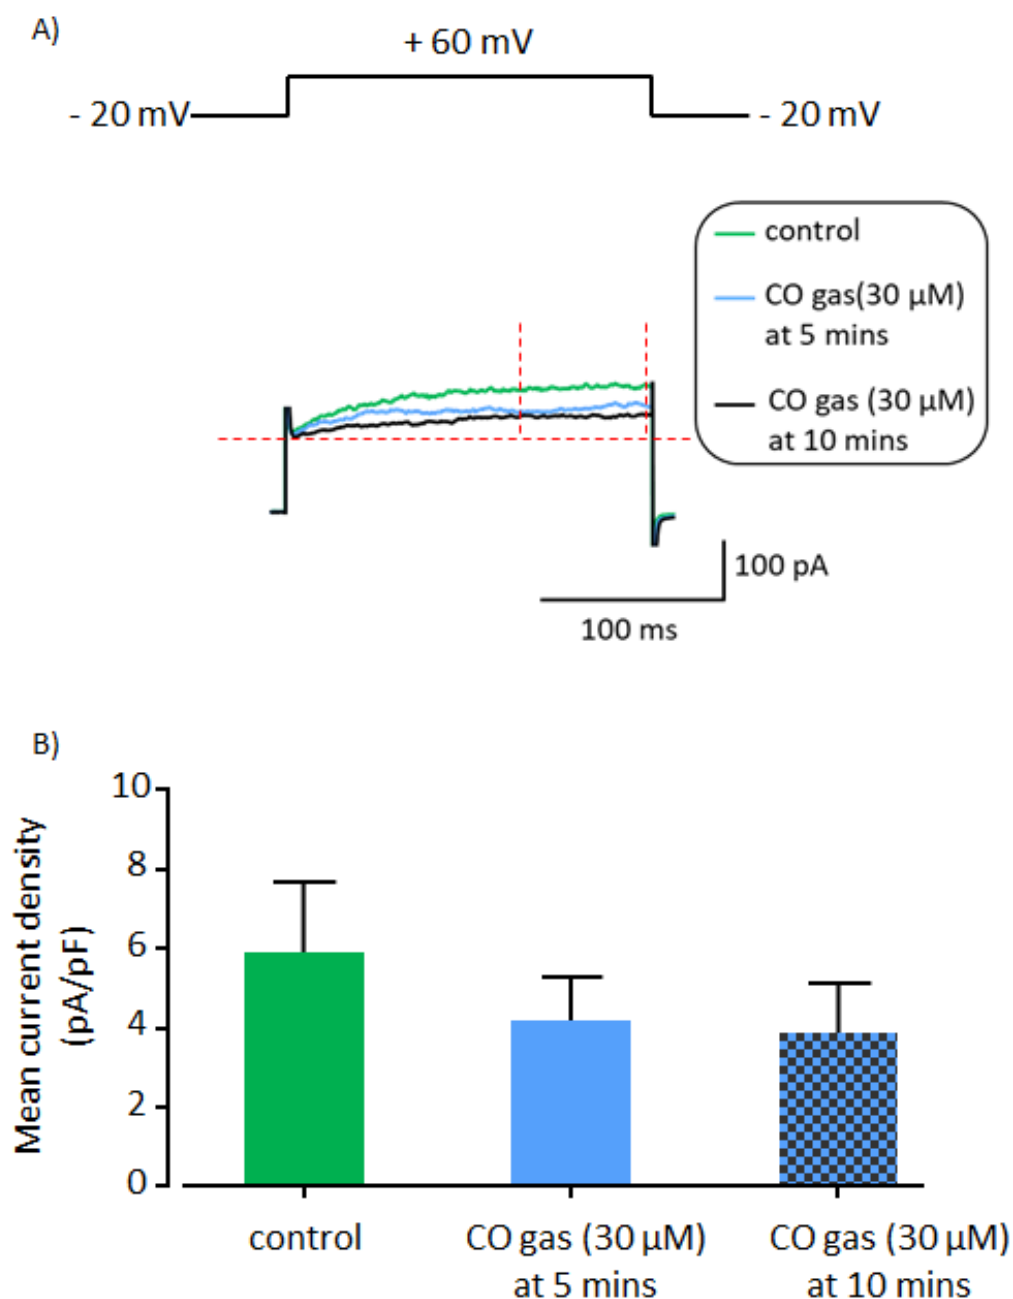 A)
+ 60 mV
- 20 mV
- 20 mV
control
CO gas(30 µM)
at 5 mins
CO gas (30 µM)
at 10 mins
100 pA
100 ms
B)
Mean current density
(pA/pF)
10
8
6
4
2
0
control
CO gas (30 µM)
at 5 mins
CO gas (30 µM)
at 10 mins